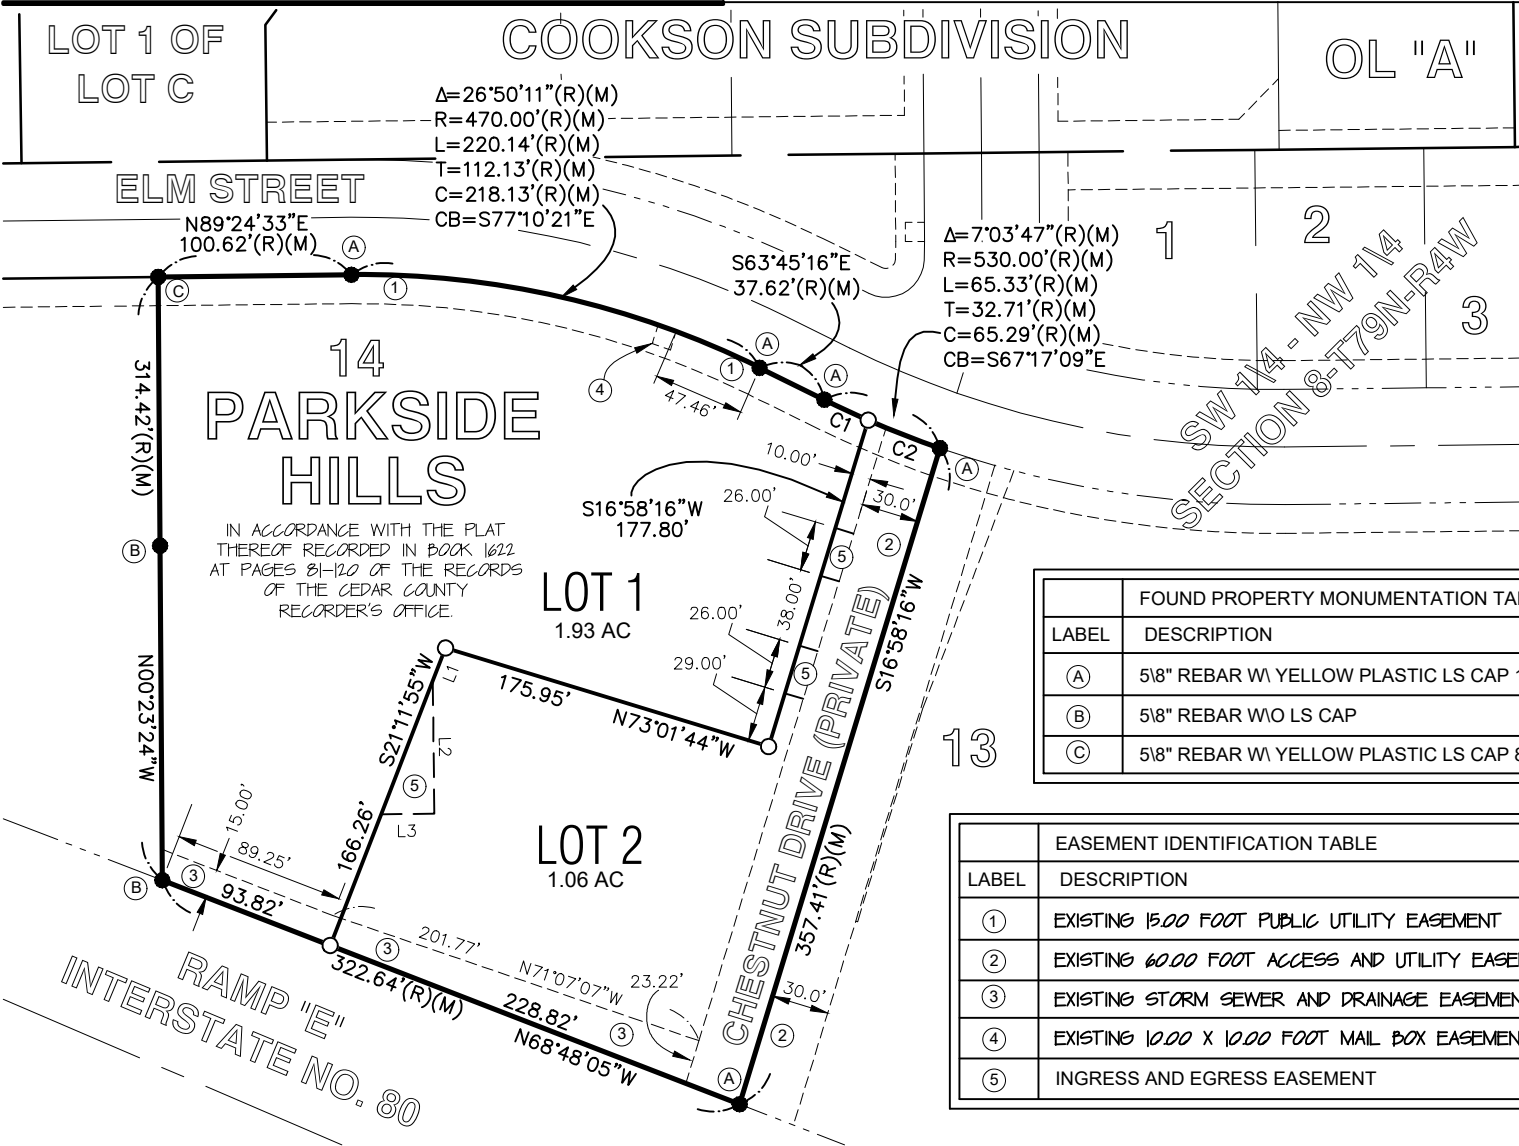 LOT 1 OF
LOT C
COOKSON SUBDIVISION
OL "A"
Δ=26°50'11"(R)(M)
R=470.00'(R)(M)
L=220.14'(R)(M)
T=112.13'(R)(M)
C=218.13'(R)(M)
CB=S77°10'21"E
ELM STREET
N89°24'33"E
100.62'(R)(M)
A
C
1
S63°45'16"E
37.62'(R)(M)
Δ=7°03'47"(R)(M)
R=530.00'(R)(M)
L=65.33'(R)(M)
T=32.71'(R)(M)
C=65.29'(R)(M)
CB=S67°17'09"E
1
2
3
SW 1\4 - NW 1\4
SECTION 8-T79N-R4W
A
1
A
4
47.46'
C1
C2
A
314.42'(R)(M)
14
PARKSIDE
HILLS
IN ACCORDANCE WITH THE PLAT
THEREOF RECORDED IN BOOK 1622
AT PAGES 81-120 OF THE RECORDS
OF THE CEDAR COUNTY
RECORDER'S OFFICE.
10.00'
S16°58'16"W
177.80'
26.00'
30.0'
2
5
B
LOT 1
1.93 AC
38.00'
26.00'
29.00'
5
S16°58'16"W
CHESTNUT DRIVE (PRIVATE)
N00°23'24"W
S21°11'55"W
L1
175.95'
N73°01'44"W
L2
5
L3
166.26'
13
LOT 2
1.06 AC
357.41'(R)(M)
15.00'
89.25'
B
3
93.82'
201.77'
3
322.64'(R)(M)
N71°07'07"W
23.22'
228.82'
3
N68°48'05"W
30.0'
2
A
RAMP "E"
INTERSTATE NO. 80
FOUND PROPERTY MONUMENTATION TA
LABEL DESCRIPTION
A 5\8" REBAR W\ YELLOW PLASTIC LS CAP 1
B 5\8" REBAR W\O LS CAP
C 5\8" REBAR W\ YELLOW PLASTIC LS CAP 8
EASEMENT IDENTIFICATION TABLE
LABEL DESCRIPTION
1 EXISTING 15.00 FOOT PUBLIC UTILITY EASEMENT
2 EXISTING 60.00 FOOT ACCESS AND UTILITY EASE
3 EXISTING STORM SEWER AND DRAINAGE EASEMEN
4 EXISTING 10.00 X 10.00 FOOT MAIL BOX EASEMEN
5 INGRESS AND EGRESS EASEMENT